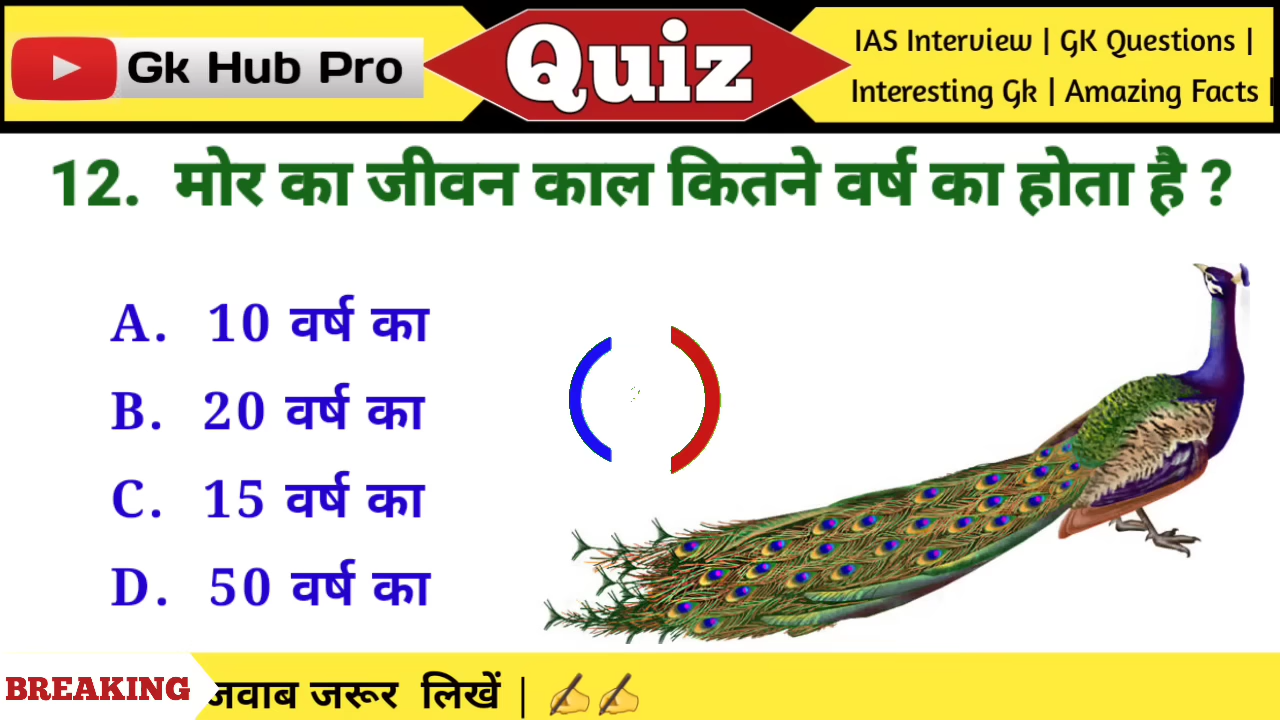 Gk Hub Pro
Quiz
IAS Interview | GK Questions |
Interesting Gk | Amazing Facts |
12. मोर का जीवन काल कितने वर्ष का होता है ?
A. 10 वर्ष का
B. 20 वर्ष का
C. 15 वर्ष का
D. 50 वर्ष का
BREAKING
जवाब जरूर लिखें | ✍✍